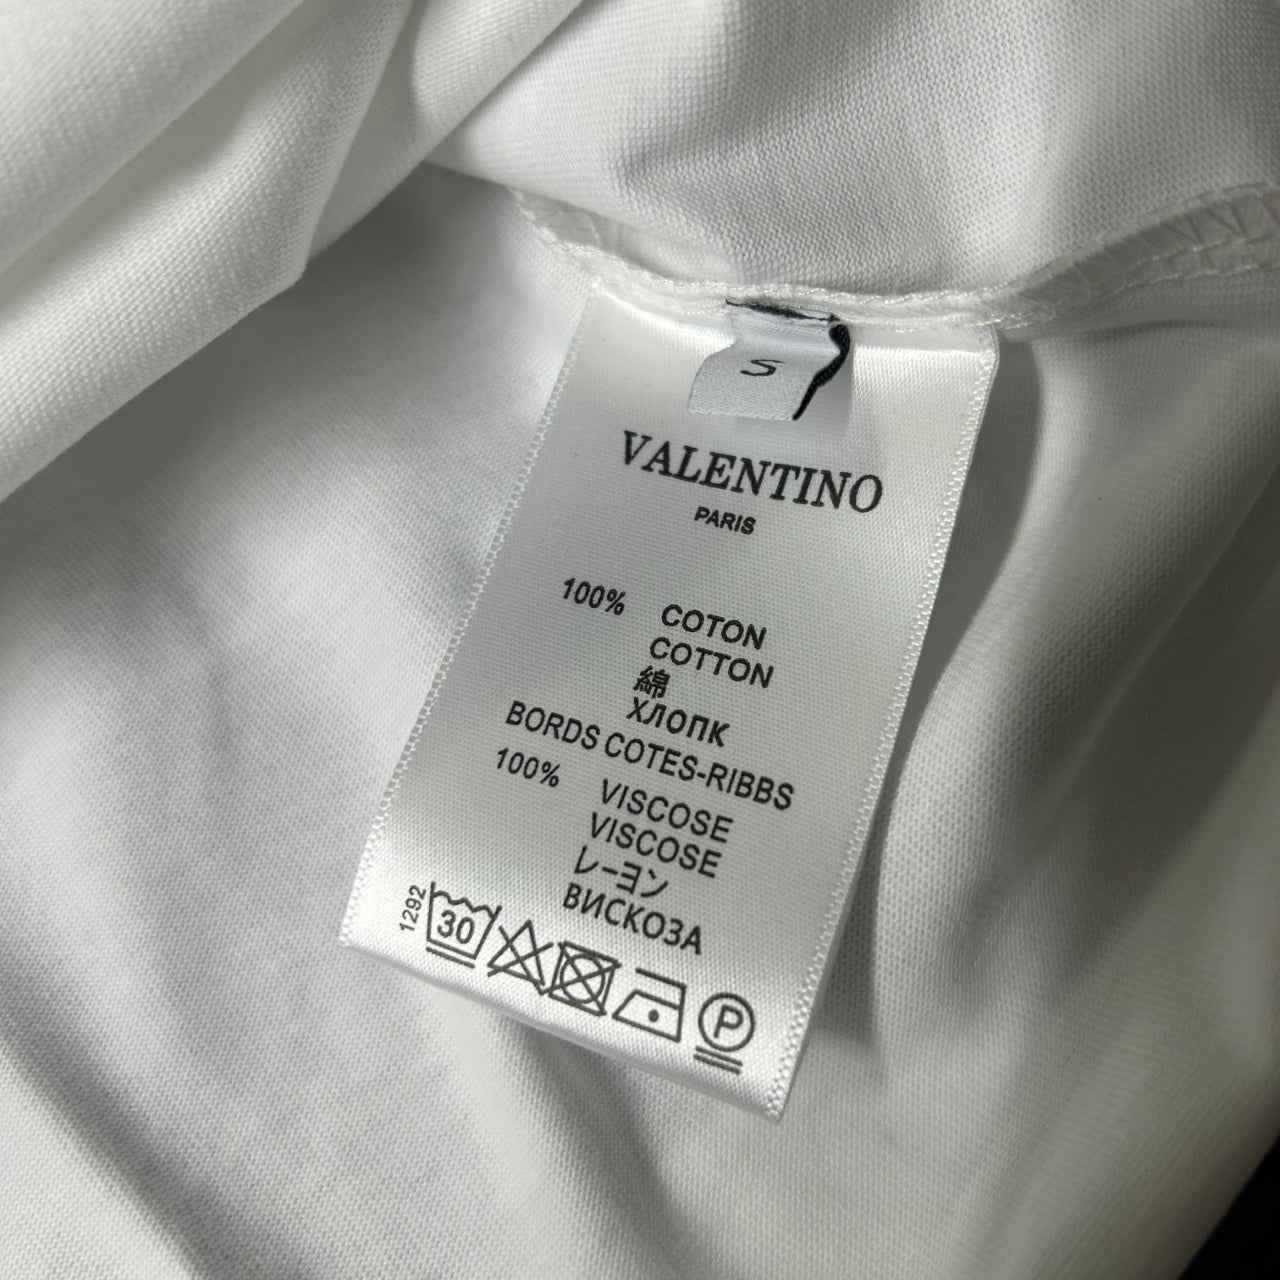 S
VALENTINO
PARIS
100% COTON
COTTON
綿
ХЛОПК
BORDS COTES-RIBBS
100% VISCOSE
VISCOSE
レーヨン
ВИСКОЗА
1292
30
P